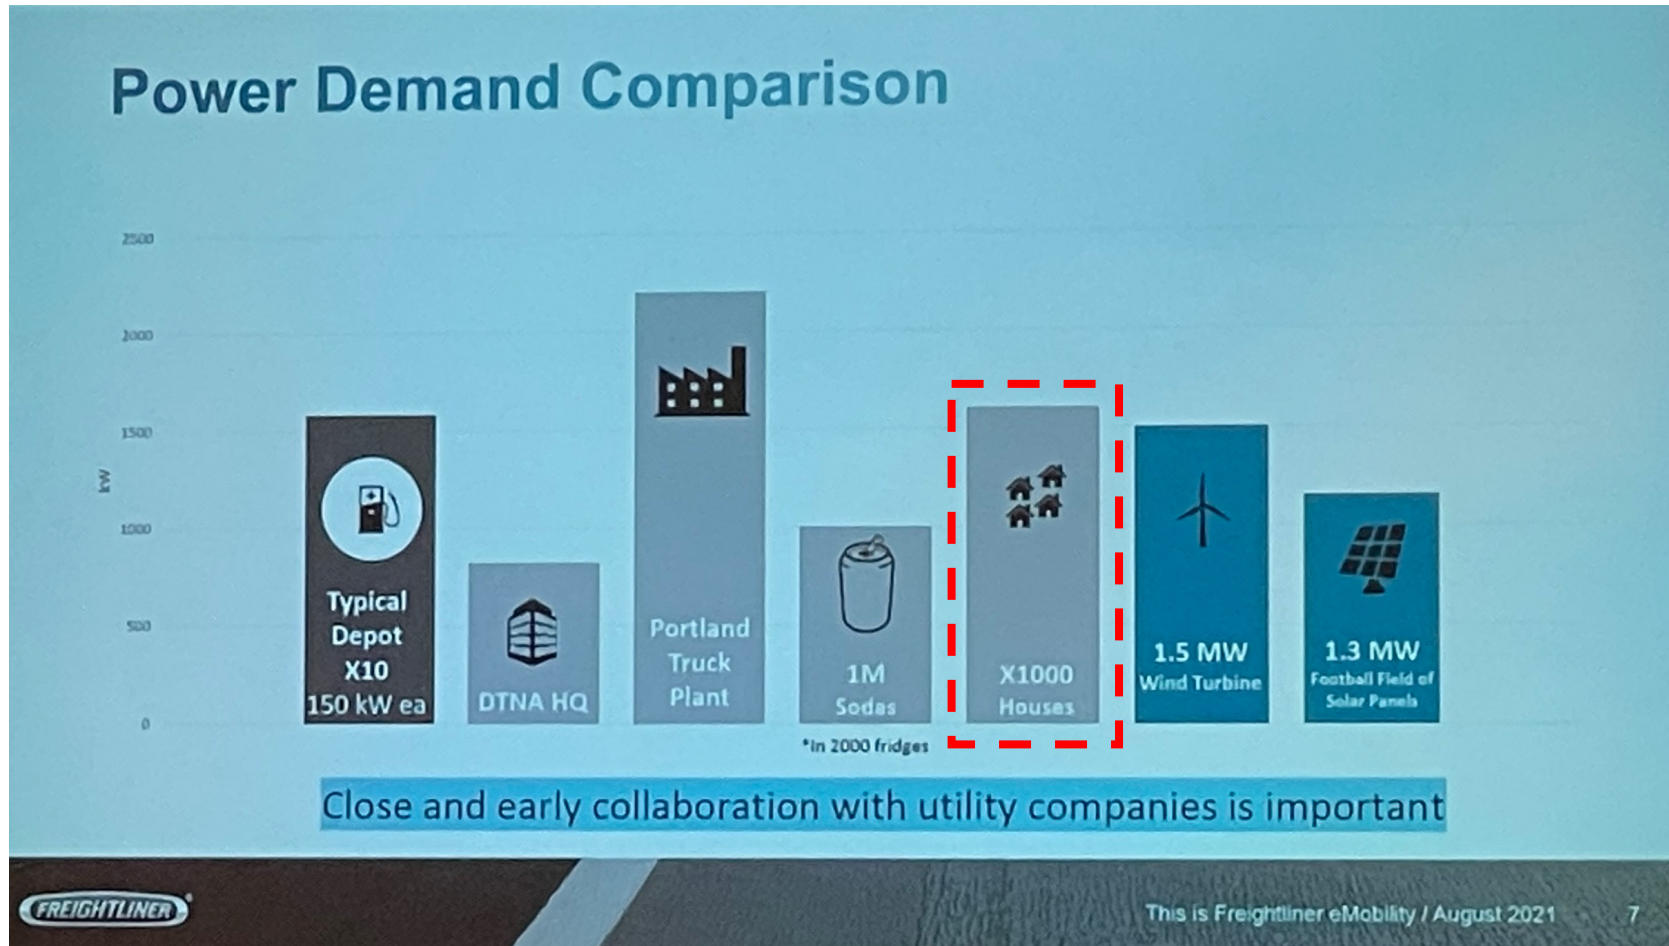 Power Demand Comparison
2500
2000
1500
1000
500
0
kW
Typical
Depot
X10
150 kW ea
DTNA HQ
Portland
Truck
Plant
1M
Sodas
*In 2000 fridges
X1000
Houses
1.5 MW
Wind Turbine
1.3 MW
Football Field of
Solar Panels
Close and early collaboration with utility companies is important
FREIGHTLINER®
This is Freightliner eMobility / August 2021
7